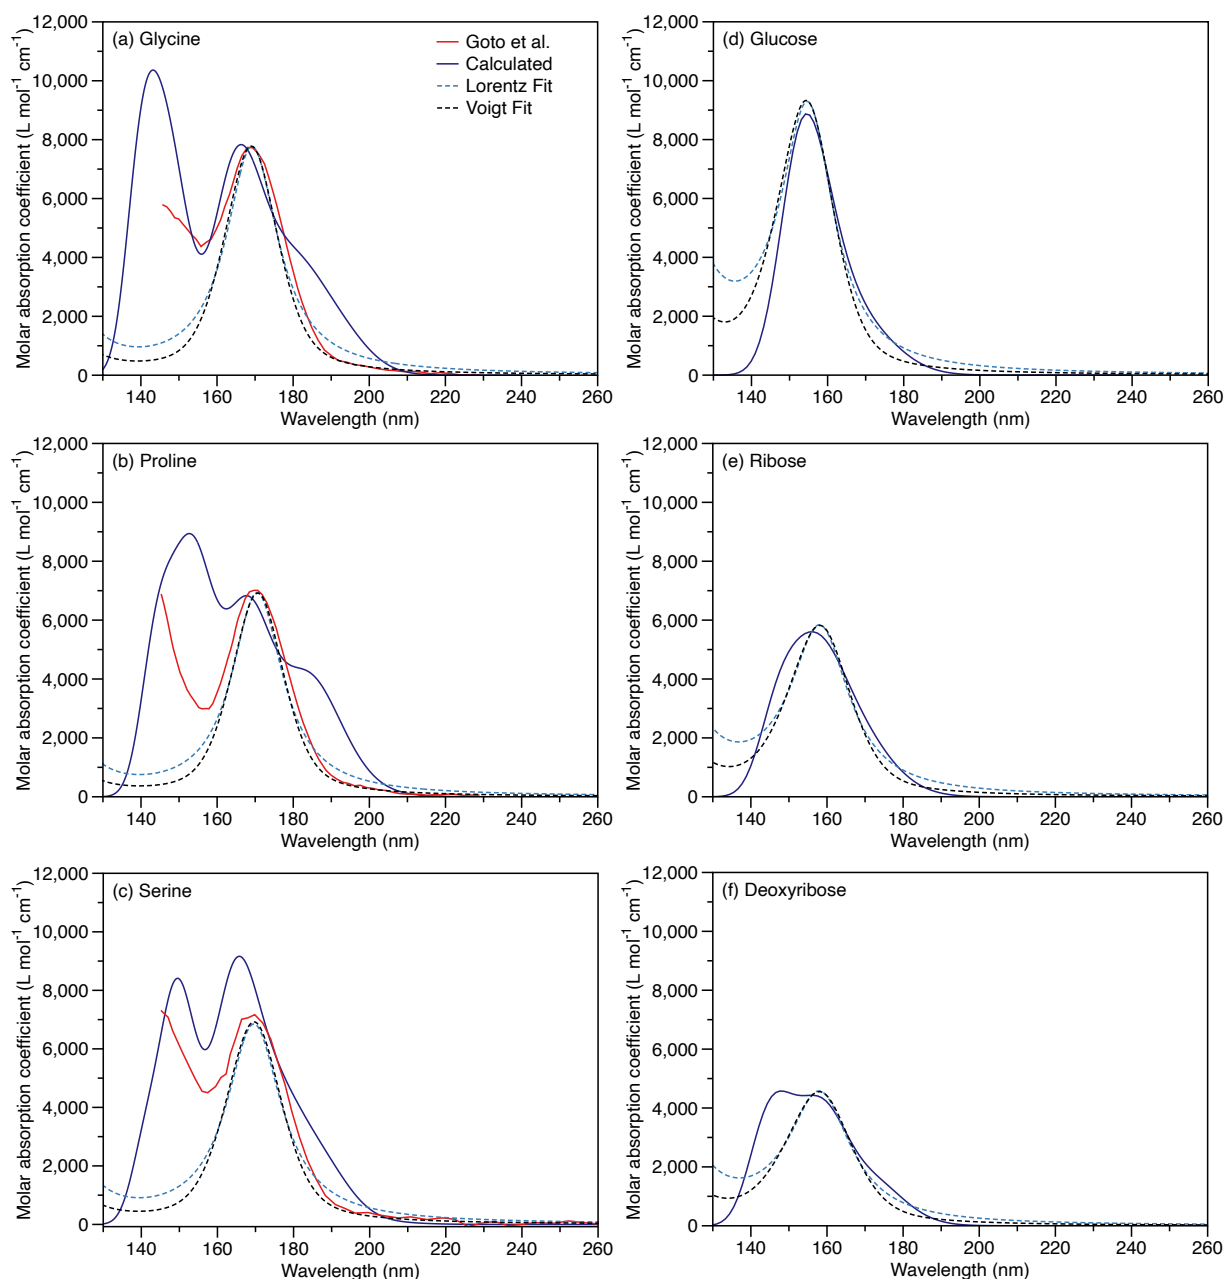 (a) Glycine
Goto et al.
Calculated
Lorentz Fit
Voigt Fit
Molar absorption coefficient (L mol⁻¹ cm⁻¹)
12,000
10,000
8,000
6,000
4,000
2,000
0
140 160 180 200 220 240 260
Wavelength (nm)
(d) Glucose
Molar absorption coefficient (L mol⁻¹ cm⁻¹)
12,000
10,000
8,000
6,000
4,000
2,000
0
140 160 180 200 220 240 260
Wavelength (nm)
(b) Proline
Molar absorption coefficient (L mol⁻¹ cm⁻¹)
12,000
10,000
8,000
6,000
4,000
2,000
0
140 160 180 200 220 240 260
Wavelength (nm)
(e) Ribose
Molar absorption coefficient (L mol⁻¹ cm⁻¹)
12,000
10,000
8,000
6,000
4,000
2,000
0
140 160 180 200 220 240 260
Wavelength (nm)
(c) Serine
Molar absorption coefficient (L mol⁻¹ cm⁻¹)
12,000
10,000
8,000
6,000
4,000
2,000
0
140 160 180 200 220 240 260
Wavelength (nm)
(f) Deoxyribose
Molar absorption coefficient (L mol⁻¹ cm⁻¹)
12,000
10,000
8,000
6,000
4,000
2,000
0
140 160 180 200 220 240 260
Wavelength (nm)